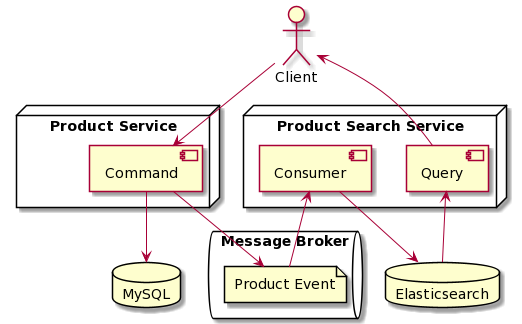 Client
Product Service
Product Search Service
Command
Consumer
Query
Message Broker
Product Event
MySQL
Elasticsearch